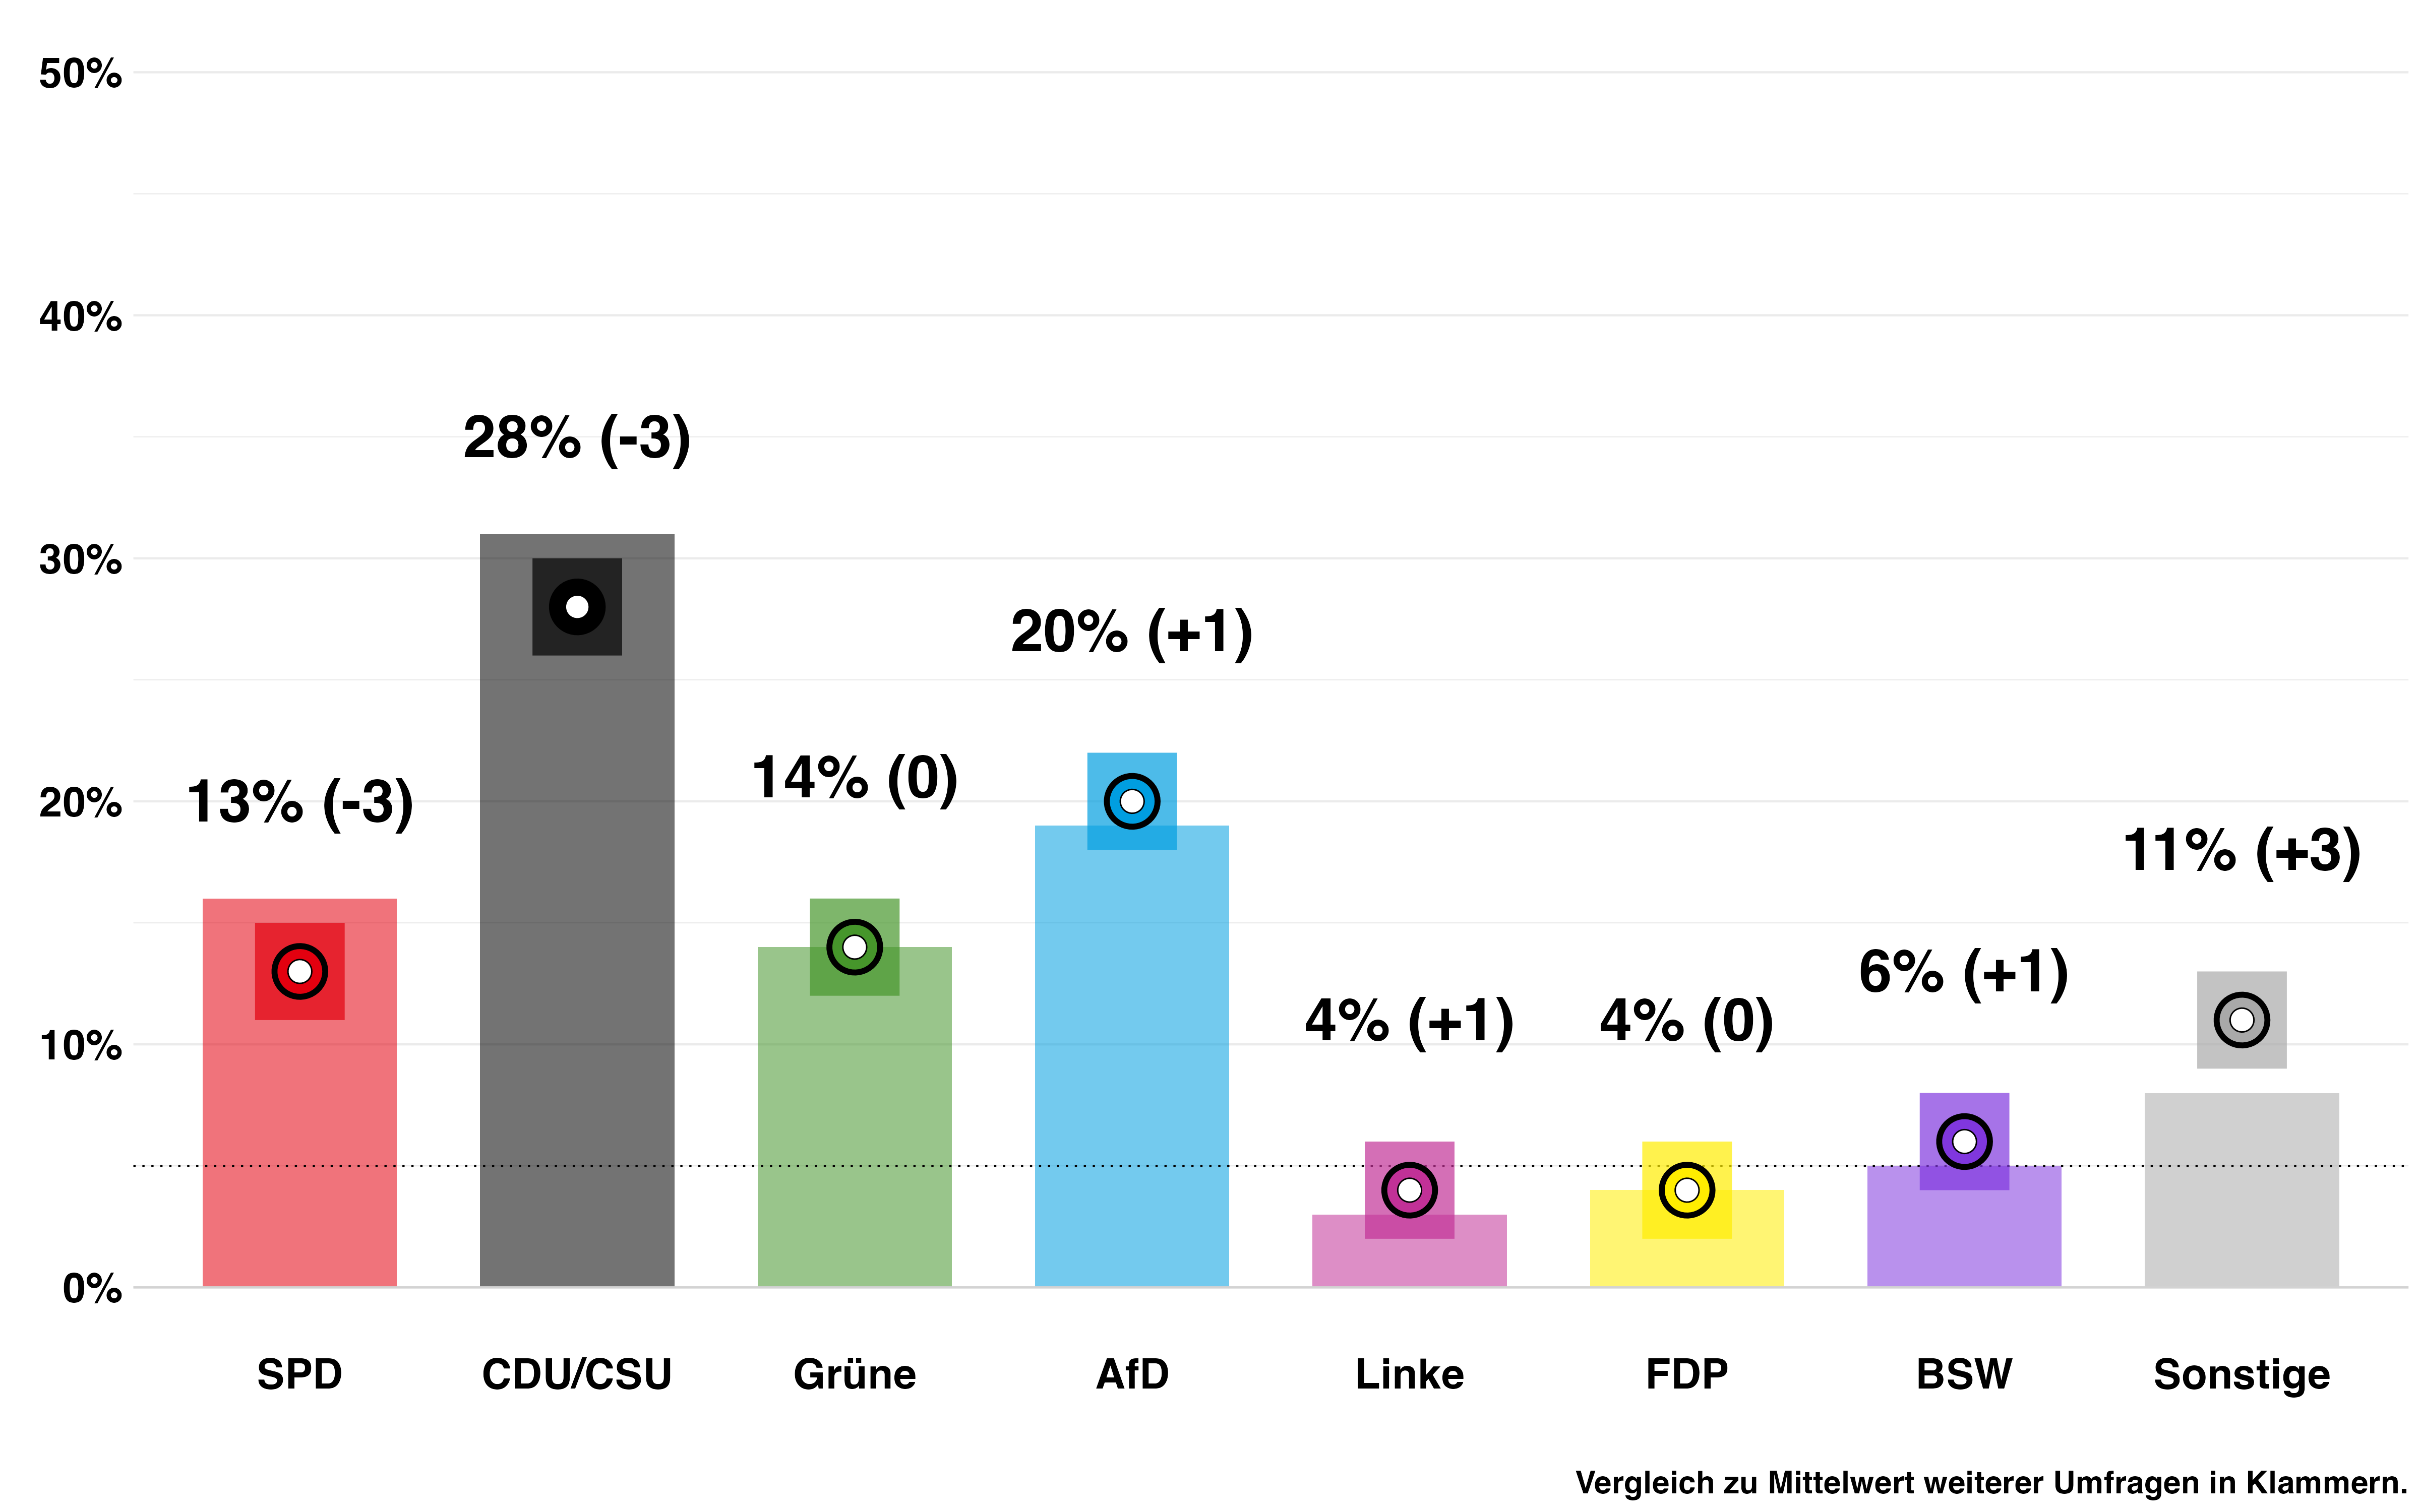 50%
40%
30%
20%
10%
0%
13% (-3)
28% (-3)
14% (0)
20% (+1)
4% (+1)
4% (0)
6% (+1)
11% (+3)
SPD
CDU/CSU
Grüne
AfD
Linke
FDP
BSW
Sonstige
Vergleich zu Mittelwert weiterer Umfragen in Klammern.